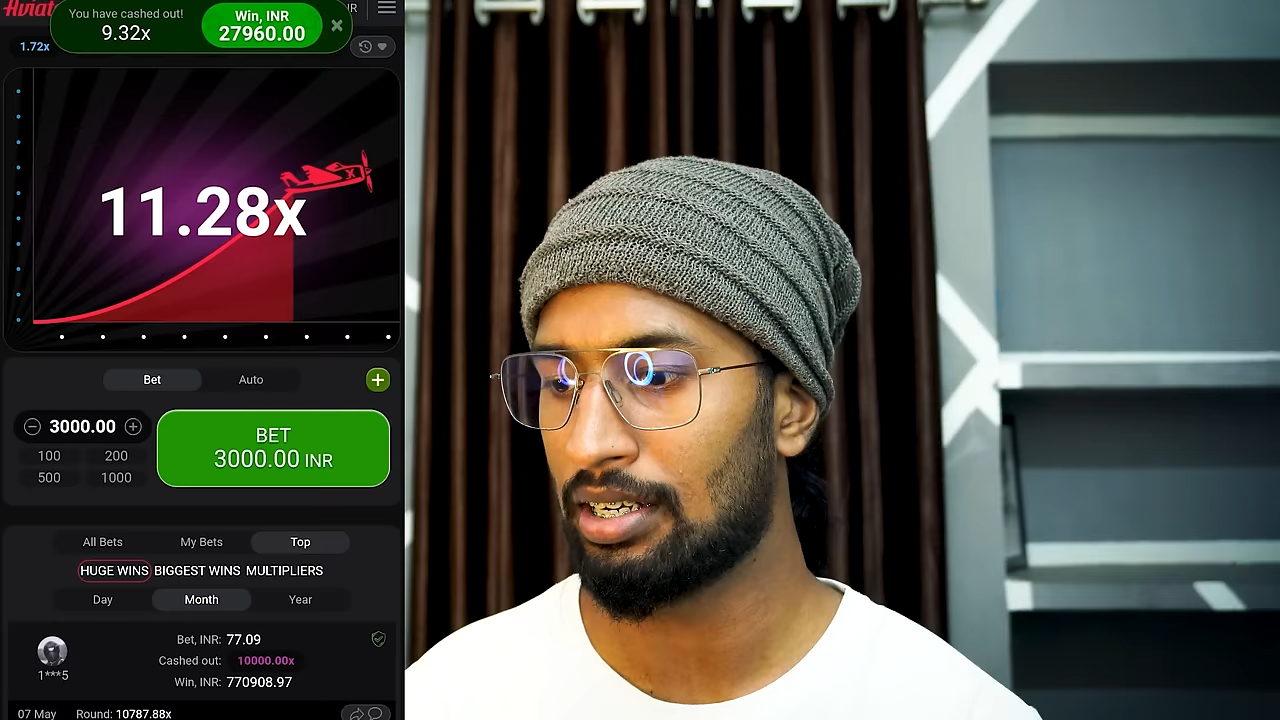 Aviat
You have cashed out!
9.32x
Win, INR
27960.00
×
R
1.72x
11.28x
Bet
Auto
+
− 3000.00 +
100 200
500 1000
BET
3000.00 INR
All Bets My Bets Top
HUGE WINS BIGGEST WINS MULTIPLIERS
Day Month Year
Bet, INR: 77.09
Cashed out: 10000.00x
Win, INR: 770908.97
1***5
07 May Round: 10787.88x